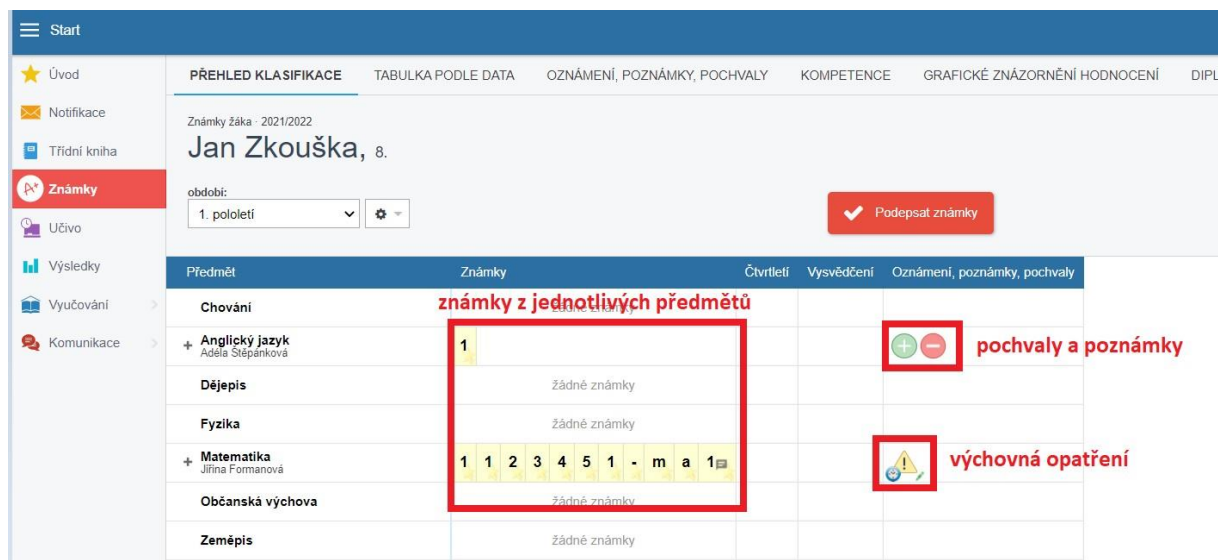 Start
Úvod
Notifikace
Třídní kniha
Známky
Učivo
Výsledky
Vyučování
Komunikace
PŘEHLED KLASIFIKACE TABULKA PODLE DATA OZNÁMENÍ, POZNÁMKY, POCHVALY KOMPETENCE GRAFICKÉ ZNÁZORNĚNÍ HODNOCENÍ DIPL
Známky žáka · 2021/2022
Jan Zkouška, 8.
období:
1. pololetí
Podepsat známky
Předmět Známky Čtvrtletí Vysvědčení Oznámení, poznámky, pochvaly
známky z jednotlivých předmětů
Chování žádné známky
Anglický jazyk 1 pochvaly a poznámky
Adéla Štěpánková
Dějepis žádné známky
Fyzika žádné známky
Matematika 1 1 2 3 4 5 1 - m a 1 výchovná opatření
Jiřina Formanová
Občanská výchova žádné známky
Zeměpis žádné známky